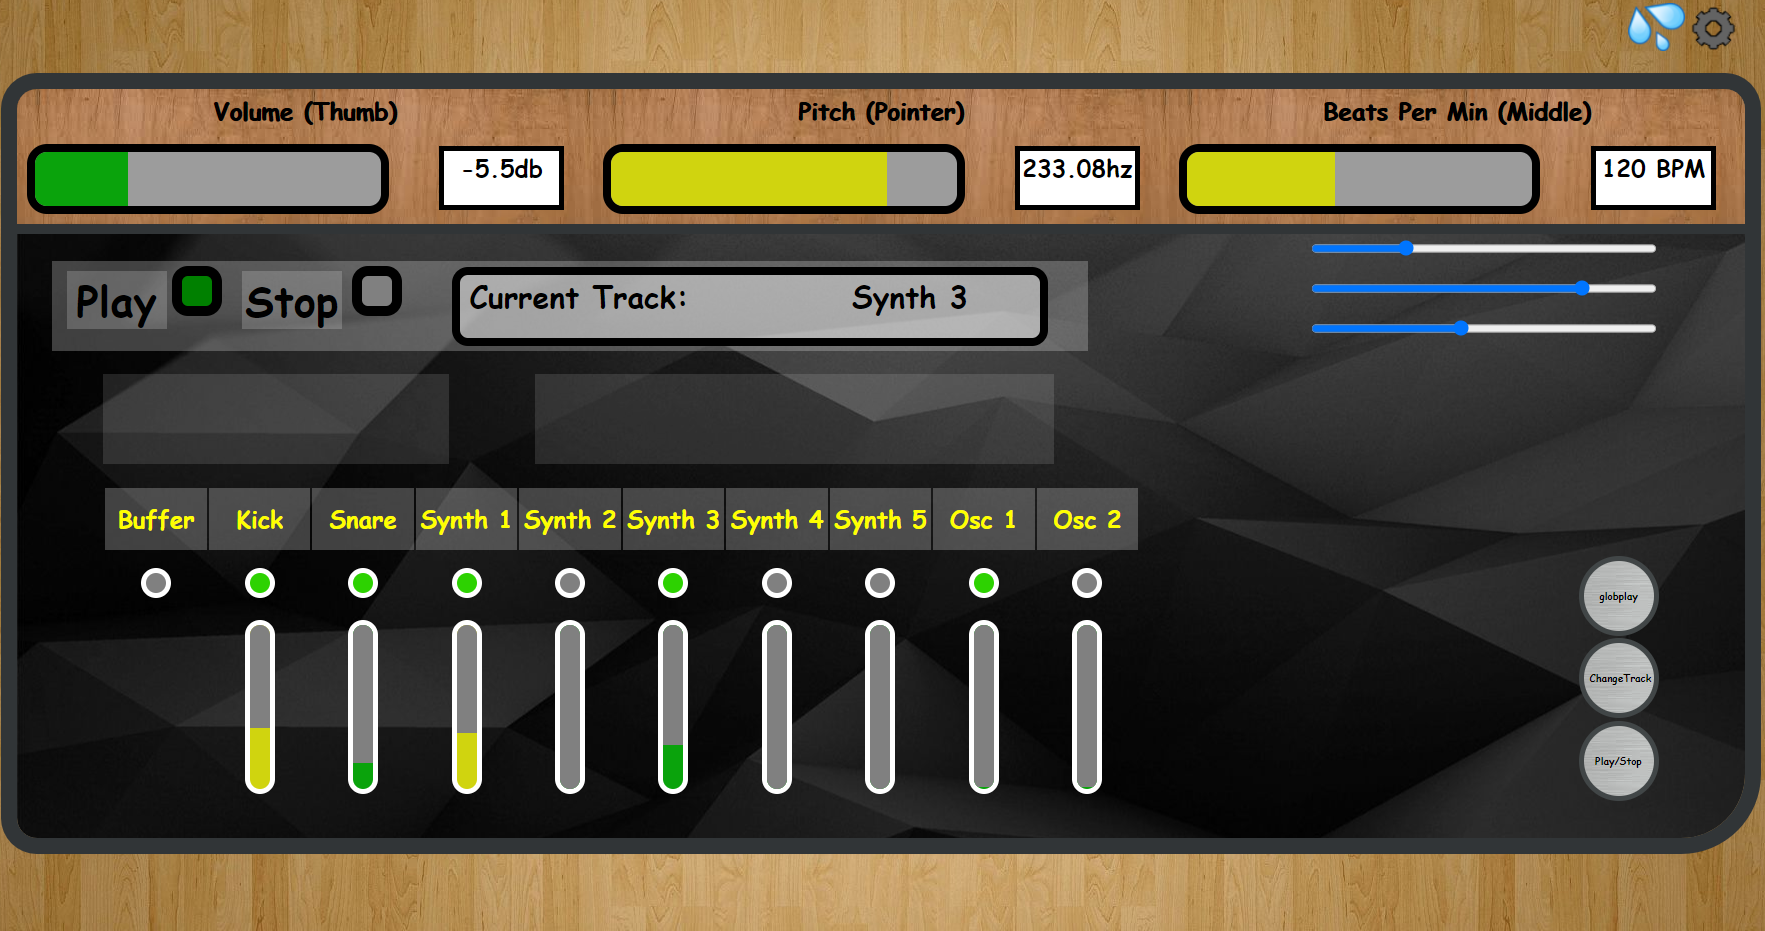 Volume (Thumb)
Pitch (Pointer)
Beats Per Min (Middle)
-5.5db
233.08hz
120 BPM
Play
Stop
Current Track: Synth 3
Buffer Kick Snare Synth 1 Synth 2 Synth 3 Synth 4 Synth 5 Osc 1 Osc 2
globplay
ChangeTrack
Play/Stop